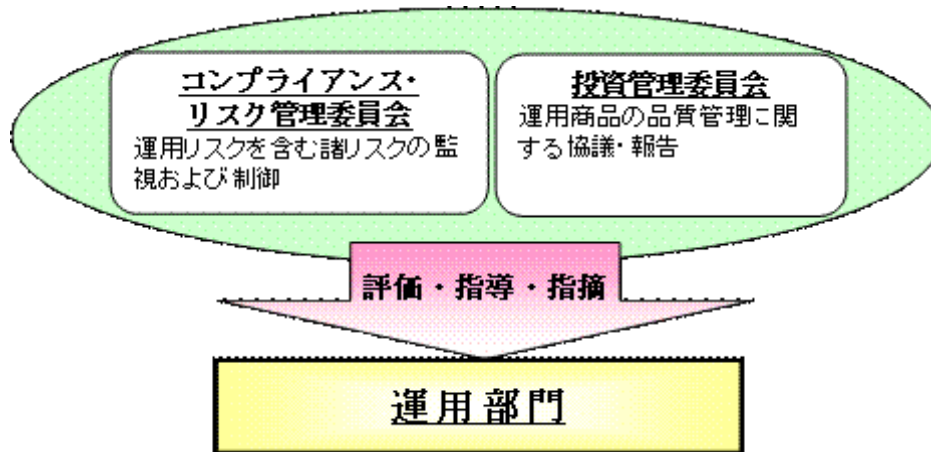 コンプライアンス・
リスク管理委員会
運用リスクを含む諸リスクの監
視および制御
投資管理委員会
運用商品の品質管理に関
する協議・報告
評価・指導・指摘
運用部門